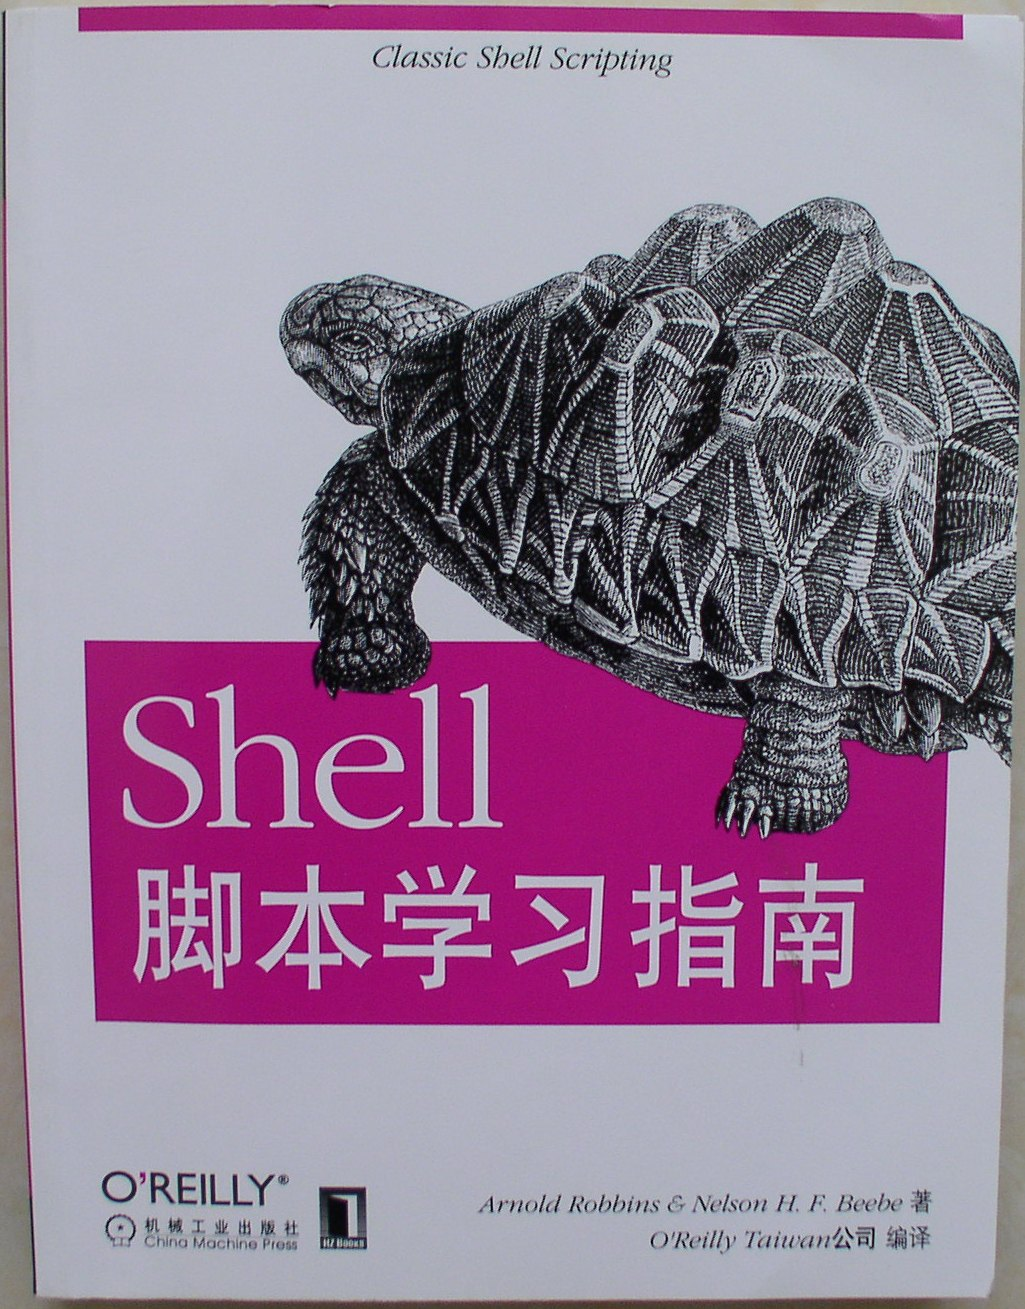 Classic Shell Scripting
Shell
脚本学习指南
O'REILLY®
机械工业出版社
China Machine Press
HZ Books
Arnold Robbins & Nelson H. F. Beebe 著
O'Reilly Taiwan公司 编译